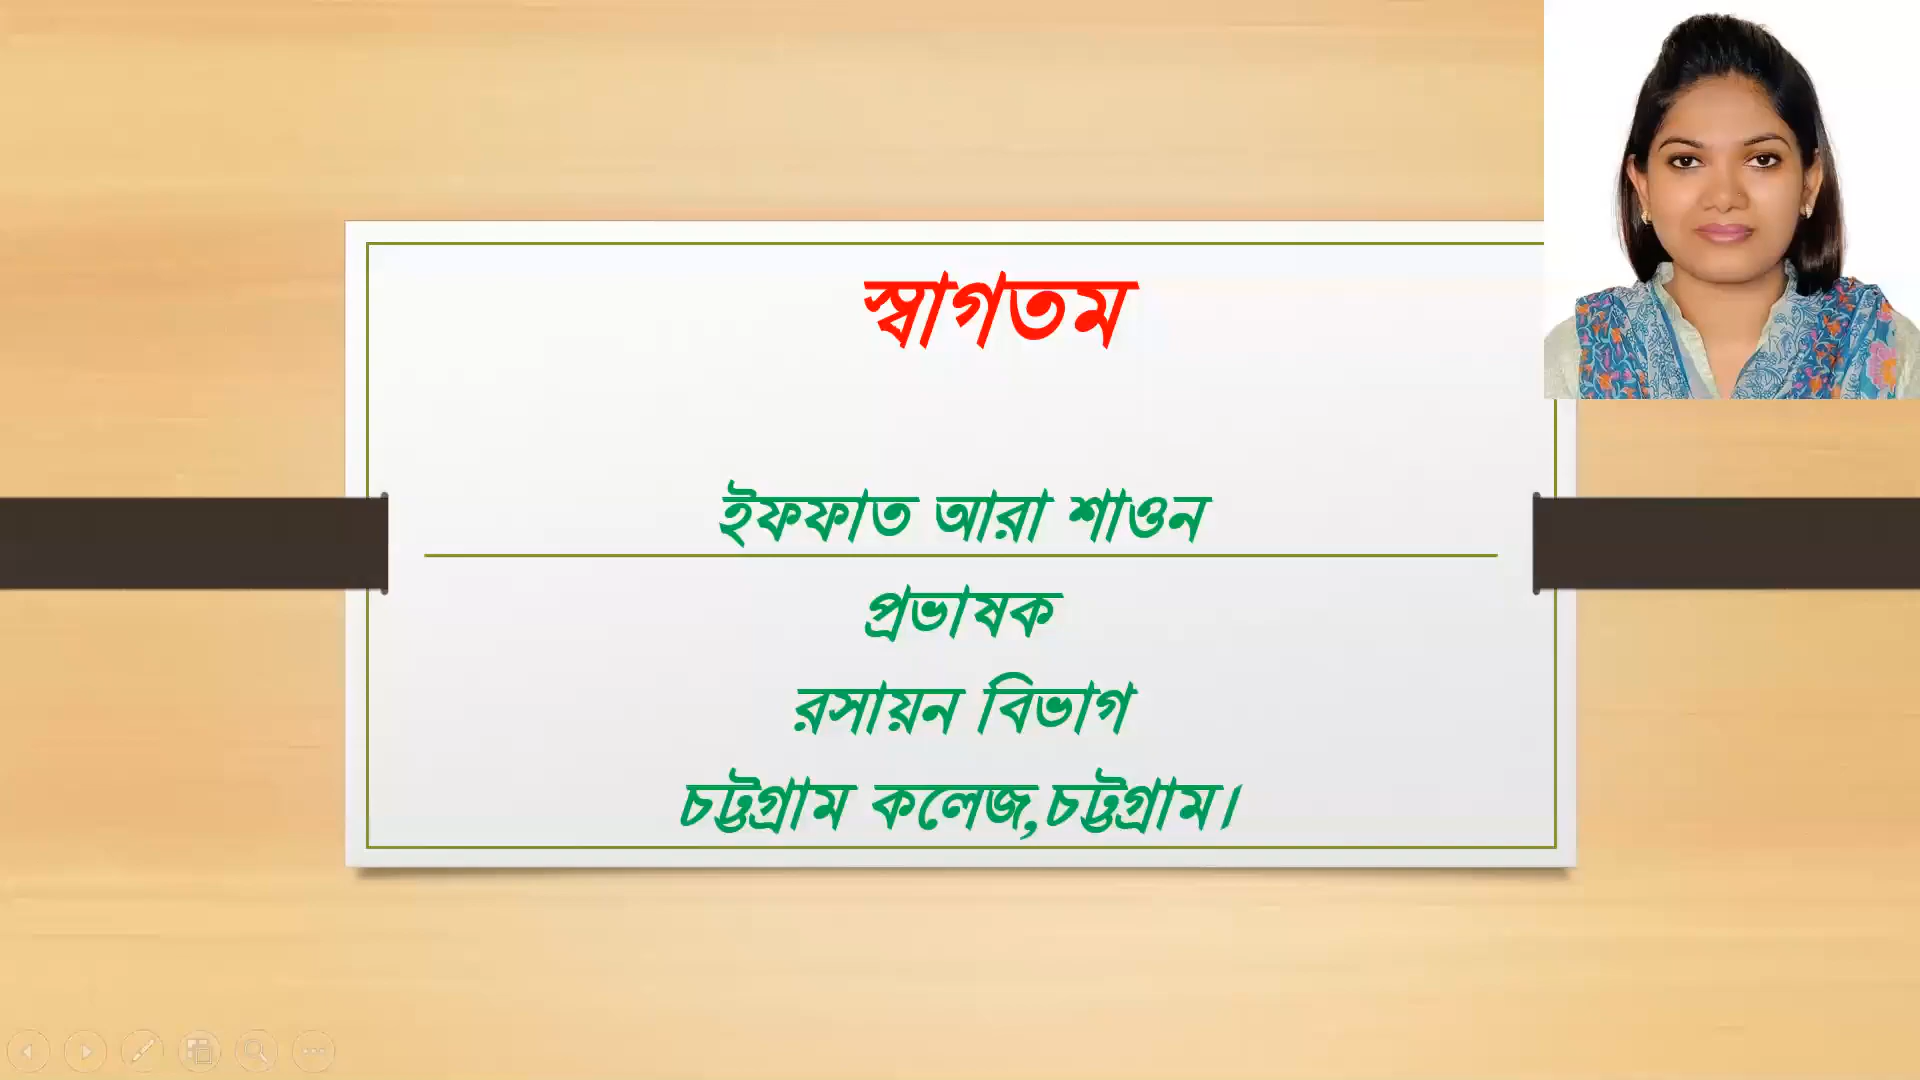 স্বাগতম
ইফফাত আরা শাওন
প্রভাষক
রসায়ন বিভাগ
চট্টগ্রাম কলেজ,চট্টগ্রাম।